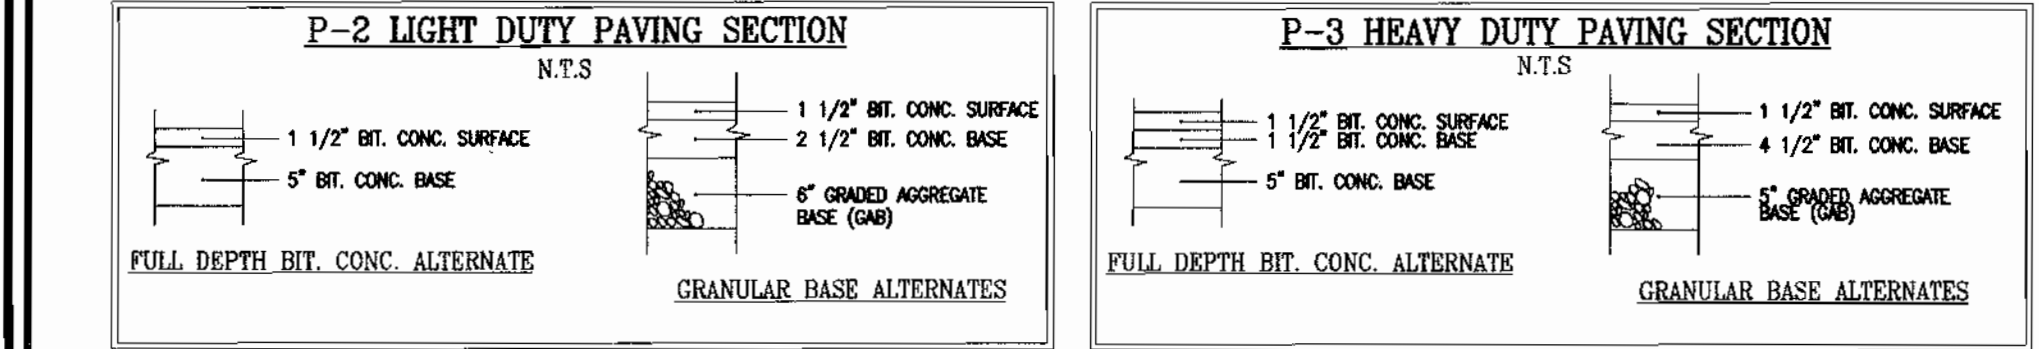 P-2 LIGHT DUTY PAVING SECTION
N.T.S
1 1/2" BIT. CONC. SURFACE
5" BIT. CONC. BASE
FULL DEPTH BIT. CONC. ALTERNATE
1 1/2" BIT. CONC. SURFACE
2 1/2" BIT. CONC. BASE
6" GRADED AGGREGATE
BASE (GAB)
GRANULAR BASE ALTERNATES
P-3 HEAVY DUTY PAVING SECTION
N.T.S
1 1/2" BIT. CONC. SURFACE
1 1/2" BIT. CONC. BASE
5" BIT. CONC. BASE
FULL DEPTH BIT. CONC. ALTERNATE
1 1/2" BIT. CONC. SURFACE
4 1/2" BIT. CONC. BASE
5" GRADED AGGREGATE
BASE (GAB)
GRANULAR BASE ALTERNATES